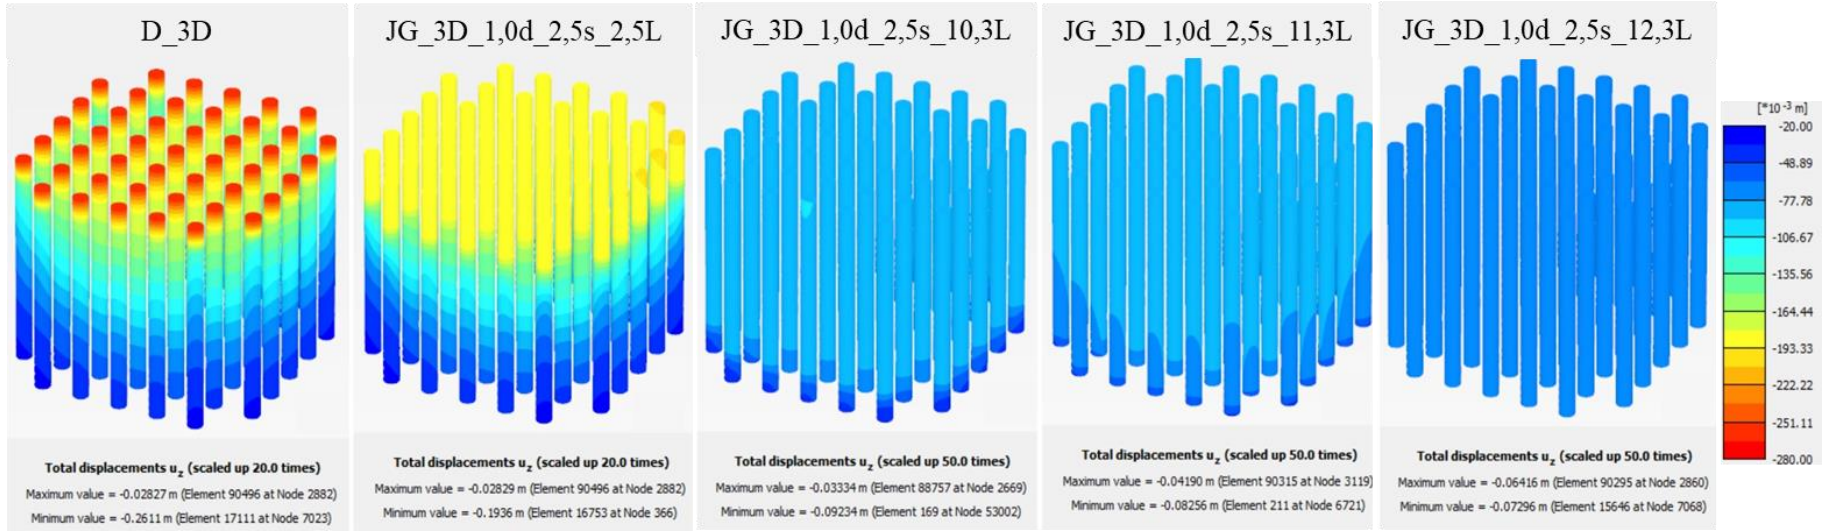 D_3D
JG_3D_1,0d_2,5s_2,5L
JG_3D_1,0d_2,5s_10,3L
JG_3D_1,0d_2,5s_11,3L
JG_3D_1,0d_2,5s_12,3L
[*10⁻³ m]
-20.00
-48.89
-77.78
-106.67
-135.56
-164.44
-193.33
-222.22
-251.11
-280.00
Total displacements u_z (scaled up 20.0 times)
Maximum value = -0.02827 m (Element 90496 at Node 2882)
Minimum value = -0.2611 m (Element 17111 at Node 7023)
Total displacements u_z (scaled up 20.0 times)
Maximum value = -0.02829 m (Element 90496 at Node 2882)
Minimum value = -0.1936 m (Element 16753 at Node 366)
Total displacements u_z (scaled up 50.0 times)
Maximum value = -0.03334 m (Element 88757 at Node 2669)
Minimum value = -0.09234 m (Element 169 at Node 53002)
Total displacements u_z (scaled up 50.0 times)
Maximum value = -0.04190 m (Element 90315 at Node 3119)
Minimum value = -0.08256 m (Element 211 at Node 6721)
Total displacements u_z (scaled up 50.0 times)
Maximum value = -0.06416 m (Element 90295 at Node 2860)
Minimum value = -0.07296 m (Element 15646 at Node 7068)